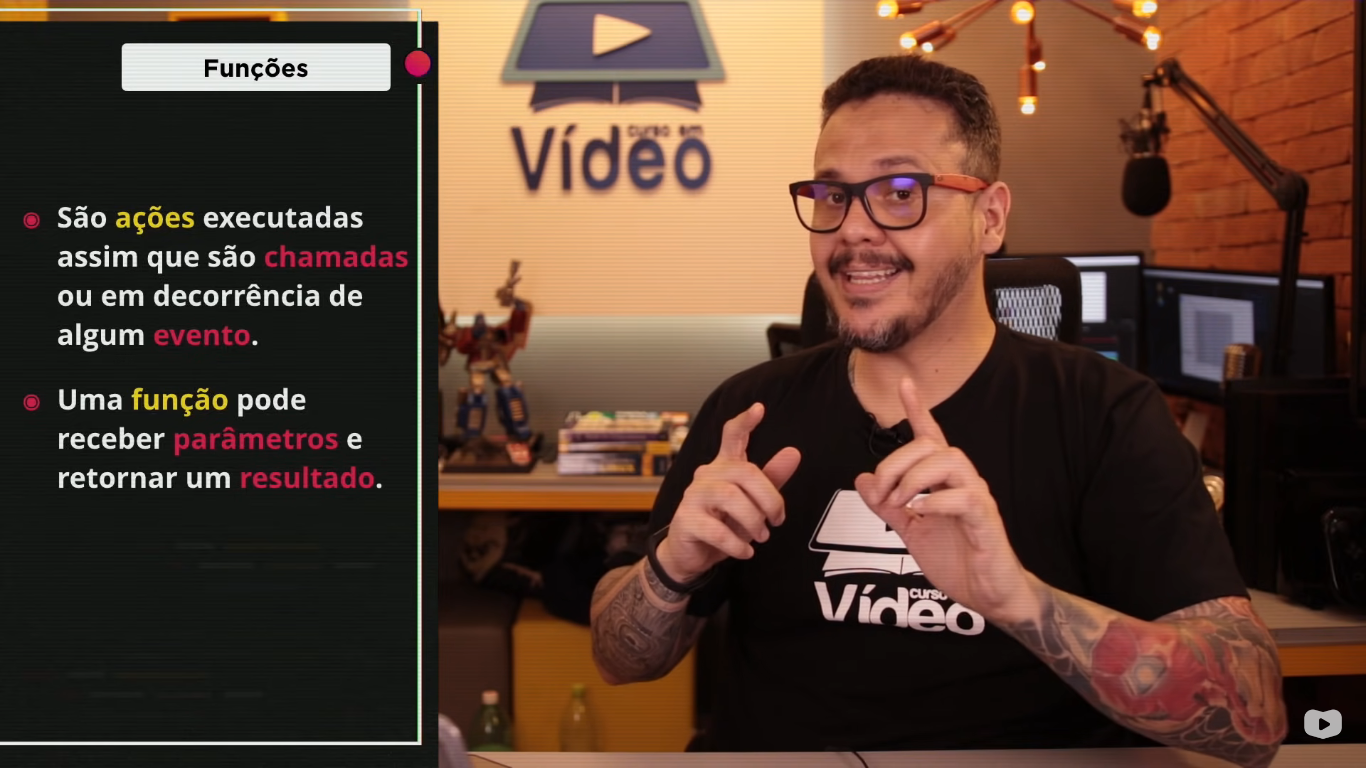 Funções
São ações executadas
assim que são chamadas
ou em decorrência de
algum evento.
Uma função pode
receber parâmetros e
retornar um resultado.
curso em
Vídeo
curso
Vídeo